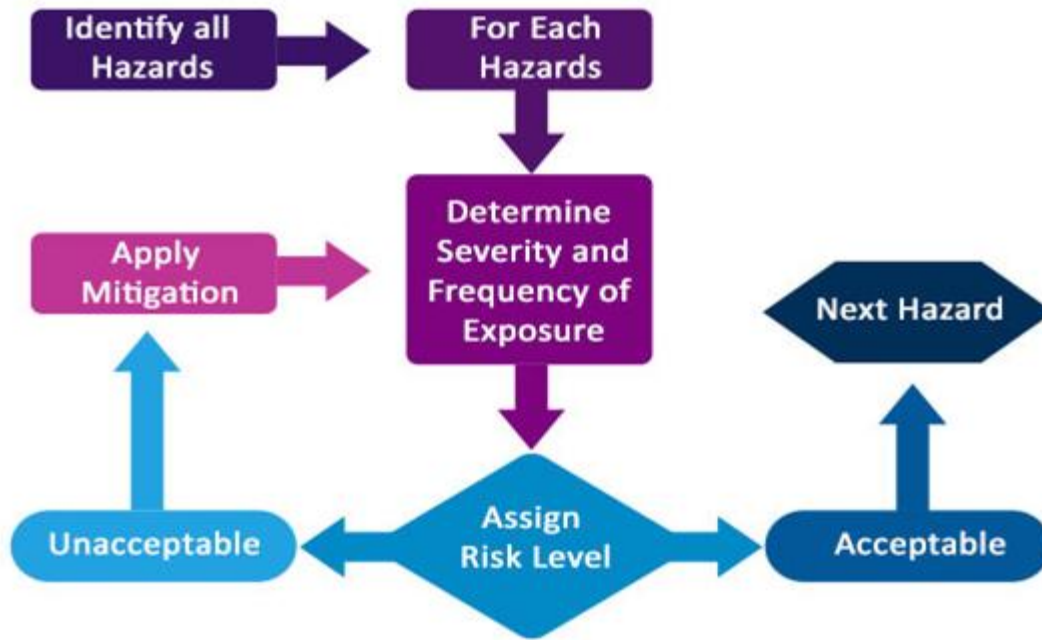 Identify all
Hazards
For Each
Hazards
Determine
Severity and
Frequency of
Exposure
Apply
Mitigation
Next Hazard
Assign
Risk Level
Unacceptable
Acceptable